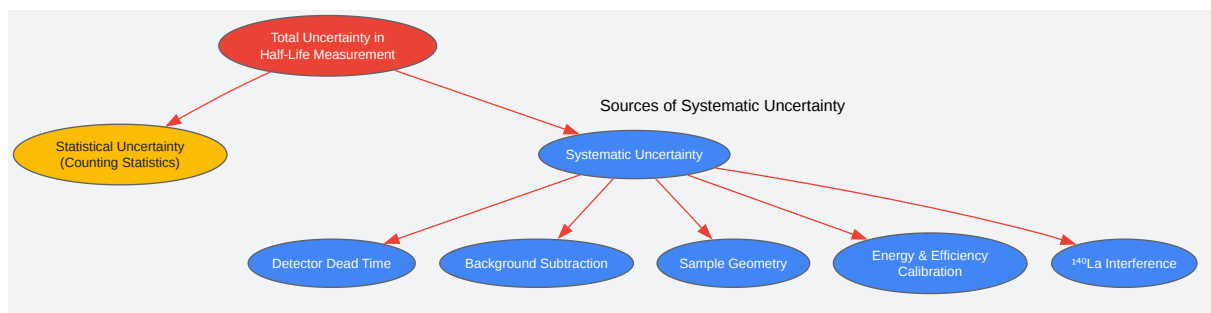 Total Uncertainty in
Half-Life Measurement
Sources of Systematic Uncertainty
Statistical Uncertainty
(Counting Statistics)
Systematic Uncertainty
Detector Dead Time
Background Subtraction
Sample Geometry
Energy & Efficiency
Calibration
¹⁴⁰La Interference